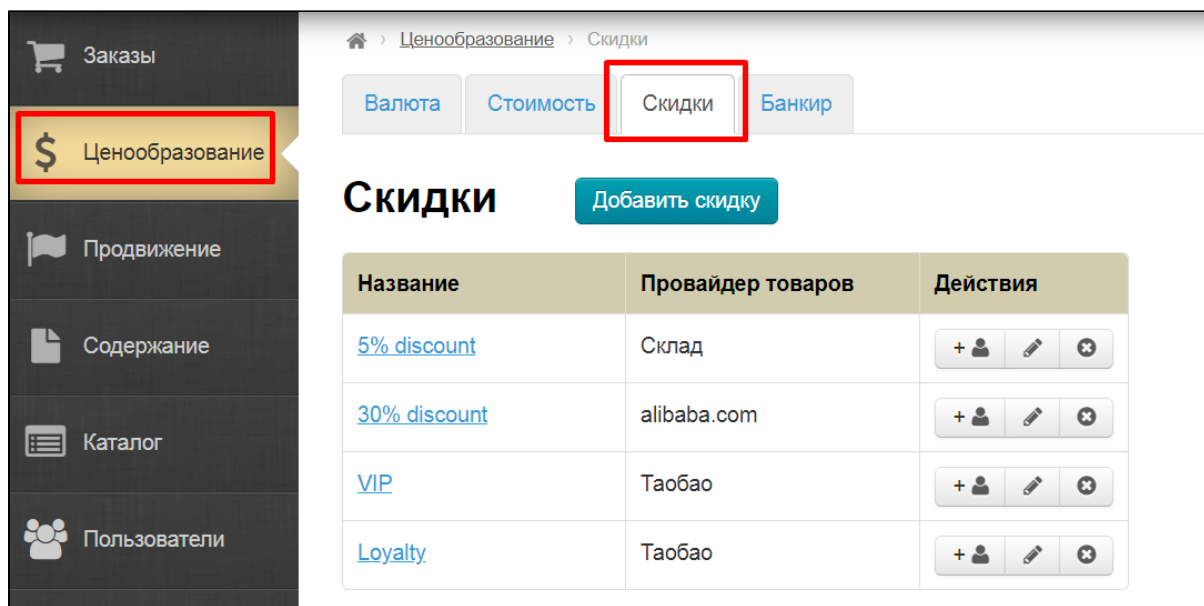 Заказы
Ценообразование
Продвижение
Содержание
Каталог
Пользователи
Ценообразование › Скидки
Валюта Стоимость Скидки Банкир
Скидки Добавить скидку
Название Провайдер товаров Действия
5% discount Склад +
30% discount alibaba.com +
VIP Таобао +
Loyalty Таобао +